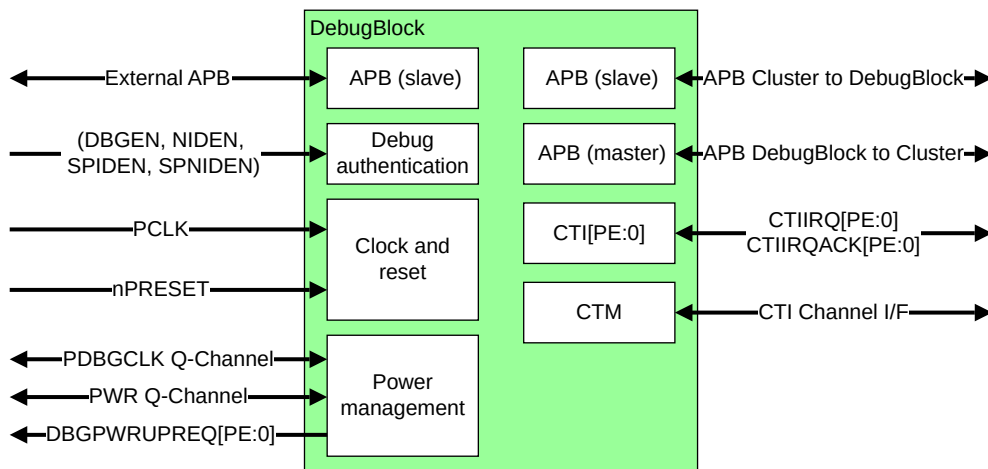 DebugBlock
External APB
APB (slave)
APB (slave)
APB Cluster to DebugBlock
(DBGEN, NIDEN,
SPIDEN, SPNIDEN)
Debug
authentication
APB (master)
APB DebugBlock to Cluster
PCLK
nPRESET
Clock and
reset
CTI[PE:0]
CTIIRQ[PE:0]
CTIIRQACK[PE:0]
CTM
CTI Channel I/F
PDBGCLK Q-Channel
PWR Q-Channel
DBGPWRUPREQ[PE:0]
Power
management